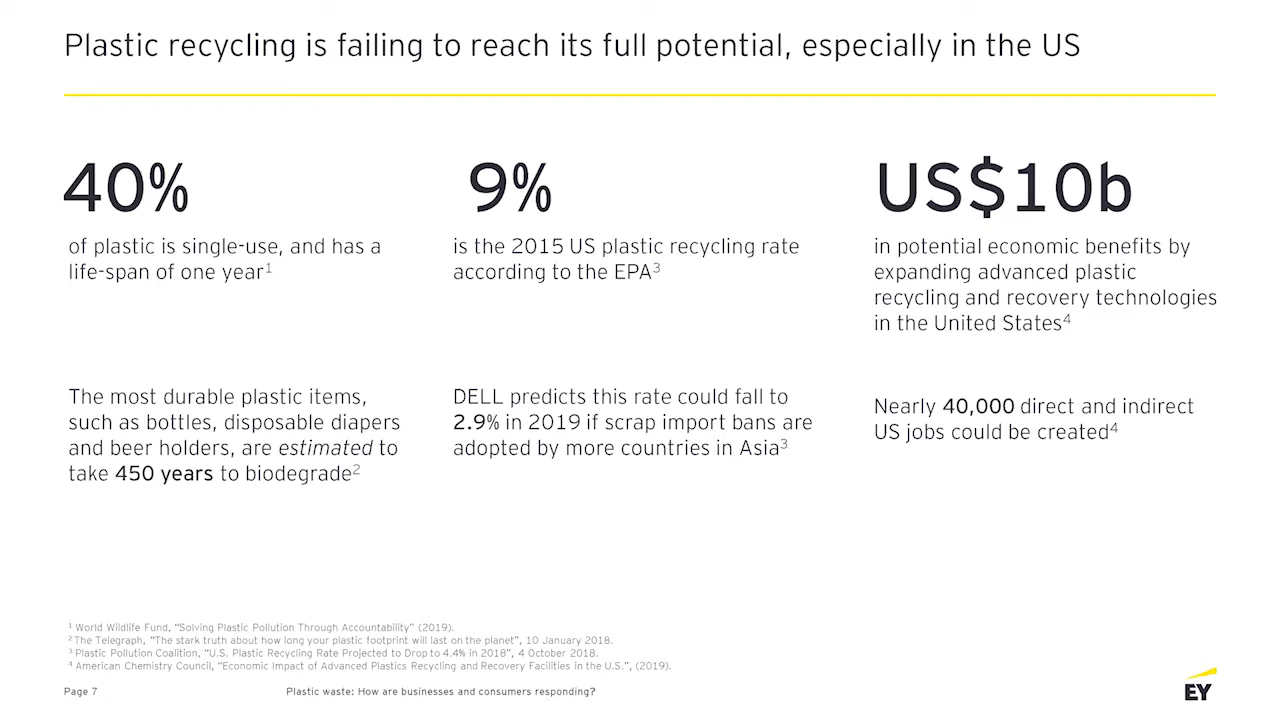 Plastic recycling is failing to reach its full potential, especially in the US
40%
of plastic is single-use, and has a
life-span of one year¹
The most durable plastic items,
such as bottles, disposable diapers
and beer holders, are estimated to
take 450 years to biodegrade²
9%
is the 2015 US plastic recycling rate
according to the EPA³
DELL predicts this rate could fall to
2.9% in 2019 if scrap import bans are
adopted by more countries in Asia³
US$10b
in potential economic benefits by
expanding advanced plastic
recycling and recovery technologies
in the United States⁴
Nearly 40,000 direct and indirect
US jobs could be created⁴
¹ World Wildlife Fund, “Solving Plastic Pollution Through Accountability” (2019).
² The Telegraph, “The stark truth about how long your plastic footprint will last on the planet”, 10 January 2018.
³ Plastic Pollution Coalition, “U.S. Plastic Recycling Rate Projected to Drop to 4.4% in 2018”, 4 October 2018.
⁴ American Chemistry Council, “Economic Impact of Advanced Plastics Recycling and Recovery Facilities in the U.S.”, (2019).
Page 7
Plastic waste: How are businesses and consumers responding?
EY